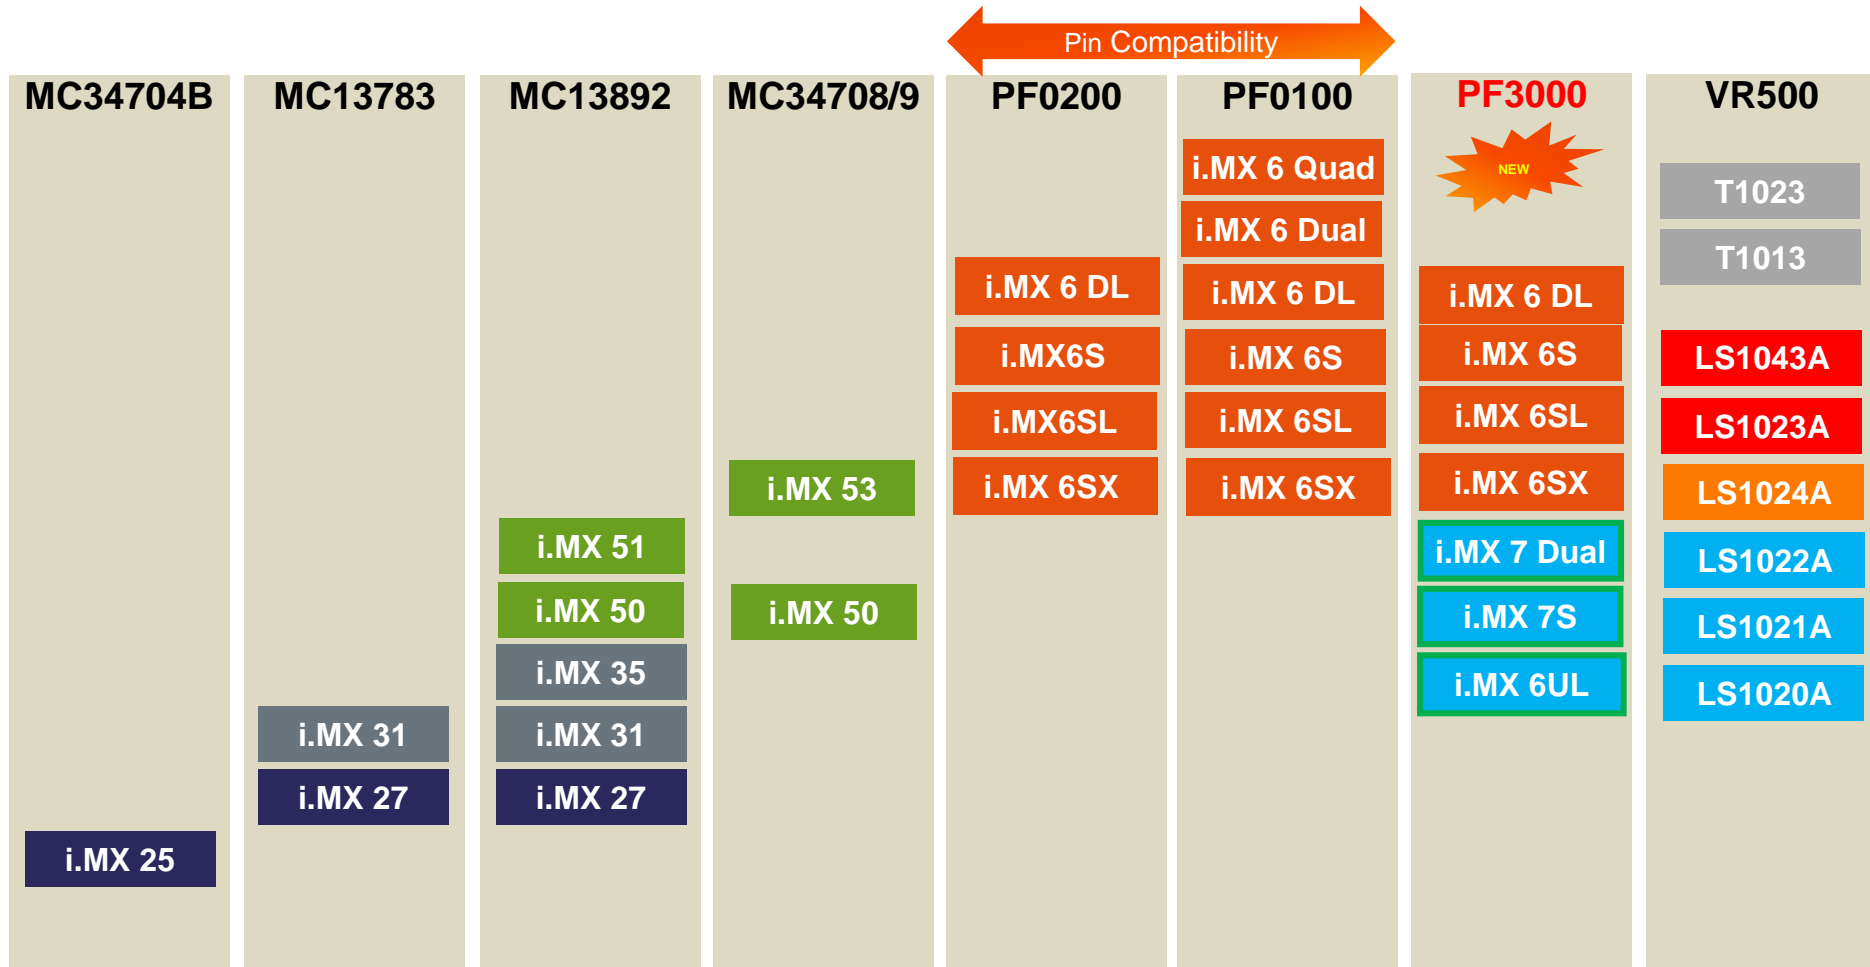 Pin Compatibility
MC34704B
i.MX 25
MC13783
i.MX 31
i.MX 27
MC13892
i.MX 51
i.MX 50
i.MX 35
i.MX 31
i.MX 27
MC34708/9
i.MX 53
i.MX 50
PF0200
i.MX 6 DL
i.MX6S
i.MX6SL
i.MX 6SX
PF0100
i.MX 6 Quad
i.MX 6 Dual
i.MX 6 DL
i.MX 6S
i.MX 6SL
i.MX 6SX
PF3000
NEW
i.MX 6 DL
i.MX 6S
i.MX 6SL
i.MX 6SX
i.MX 7 Dual
i.MX 7S
i.MX 6UL
VR500
T1023
T1013
LS1043A
LS1023A
LS1024A
LS1022A
LS1021A
LS1020A